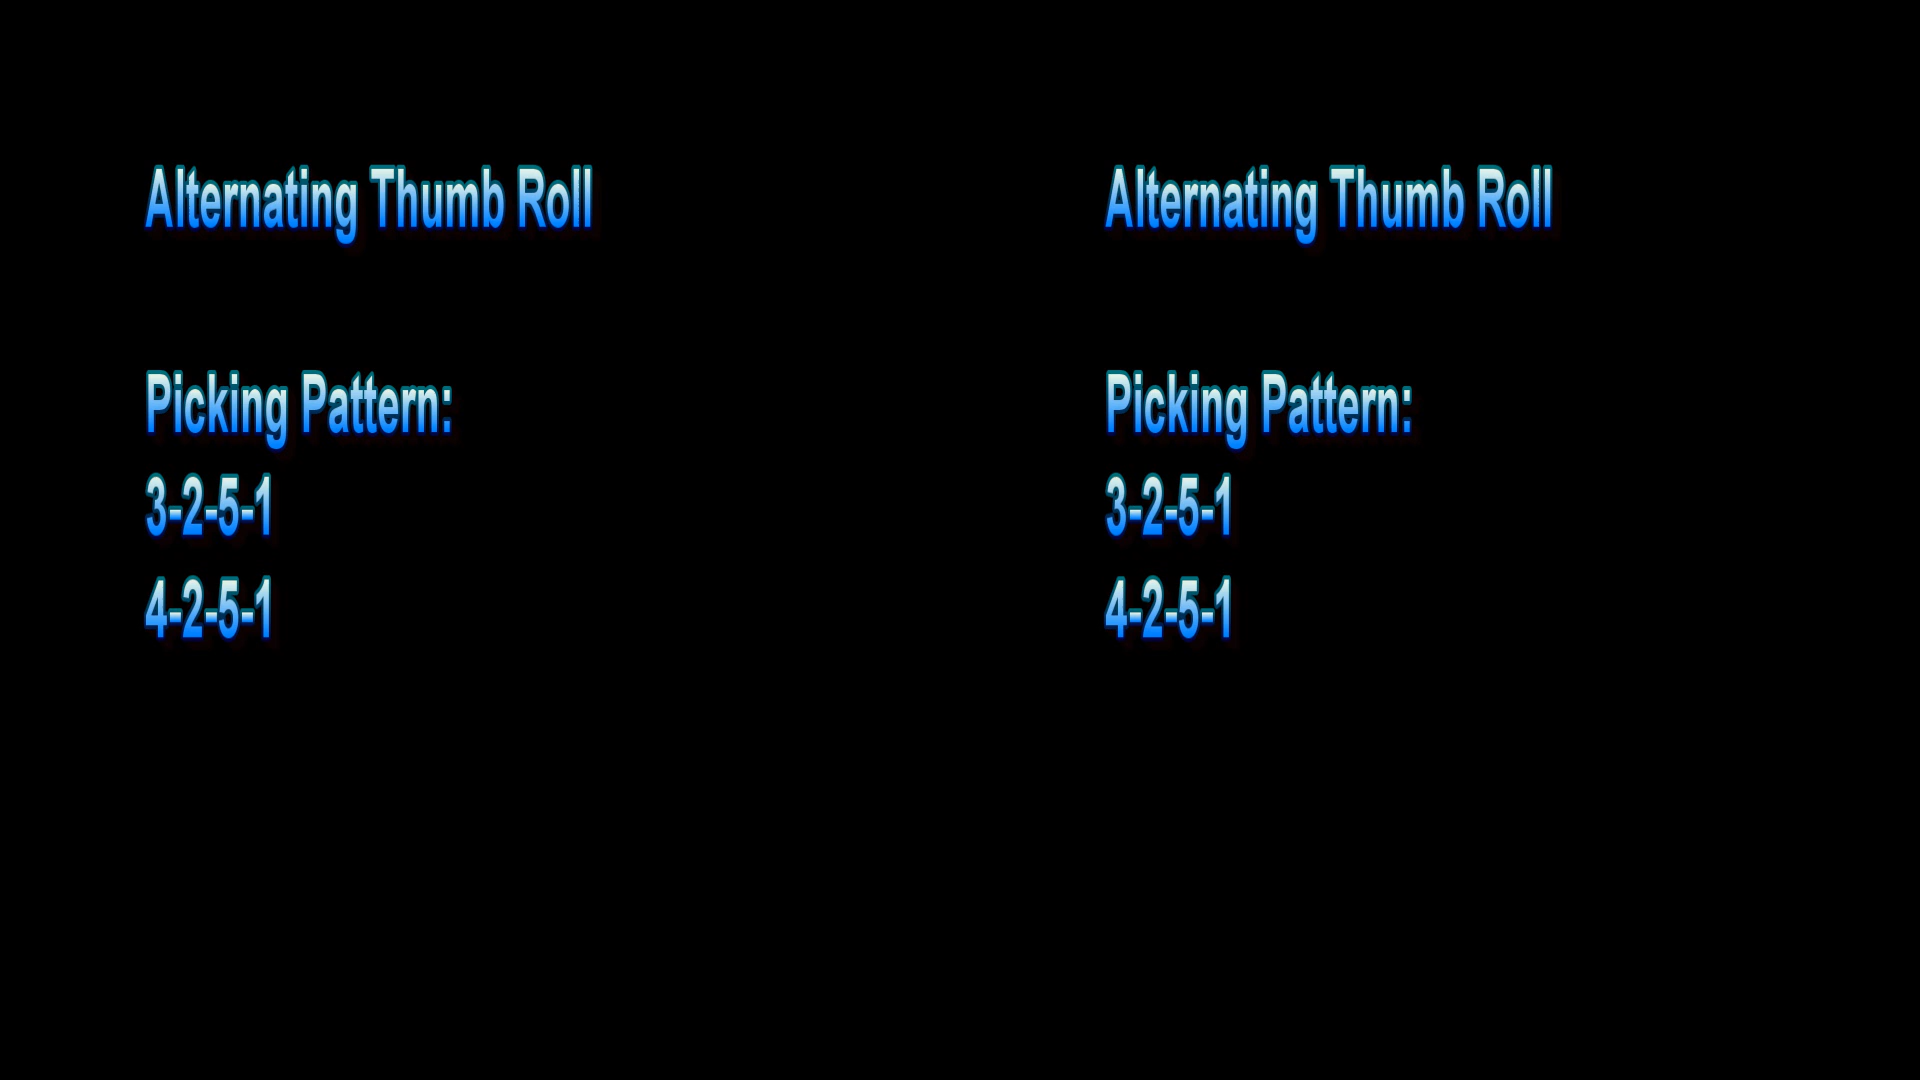 Alternating Thumb Roll
Picking Pattern:
3-2-5-1
4-2-5-1
Alternating Thumb Roll
Picking Pattern:
3-2-5-1
4-2-5-1